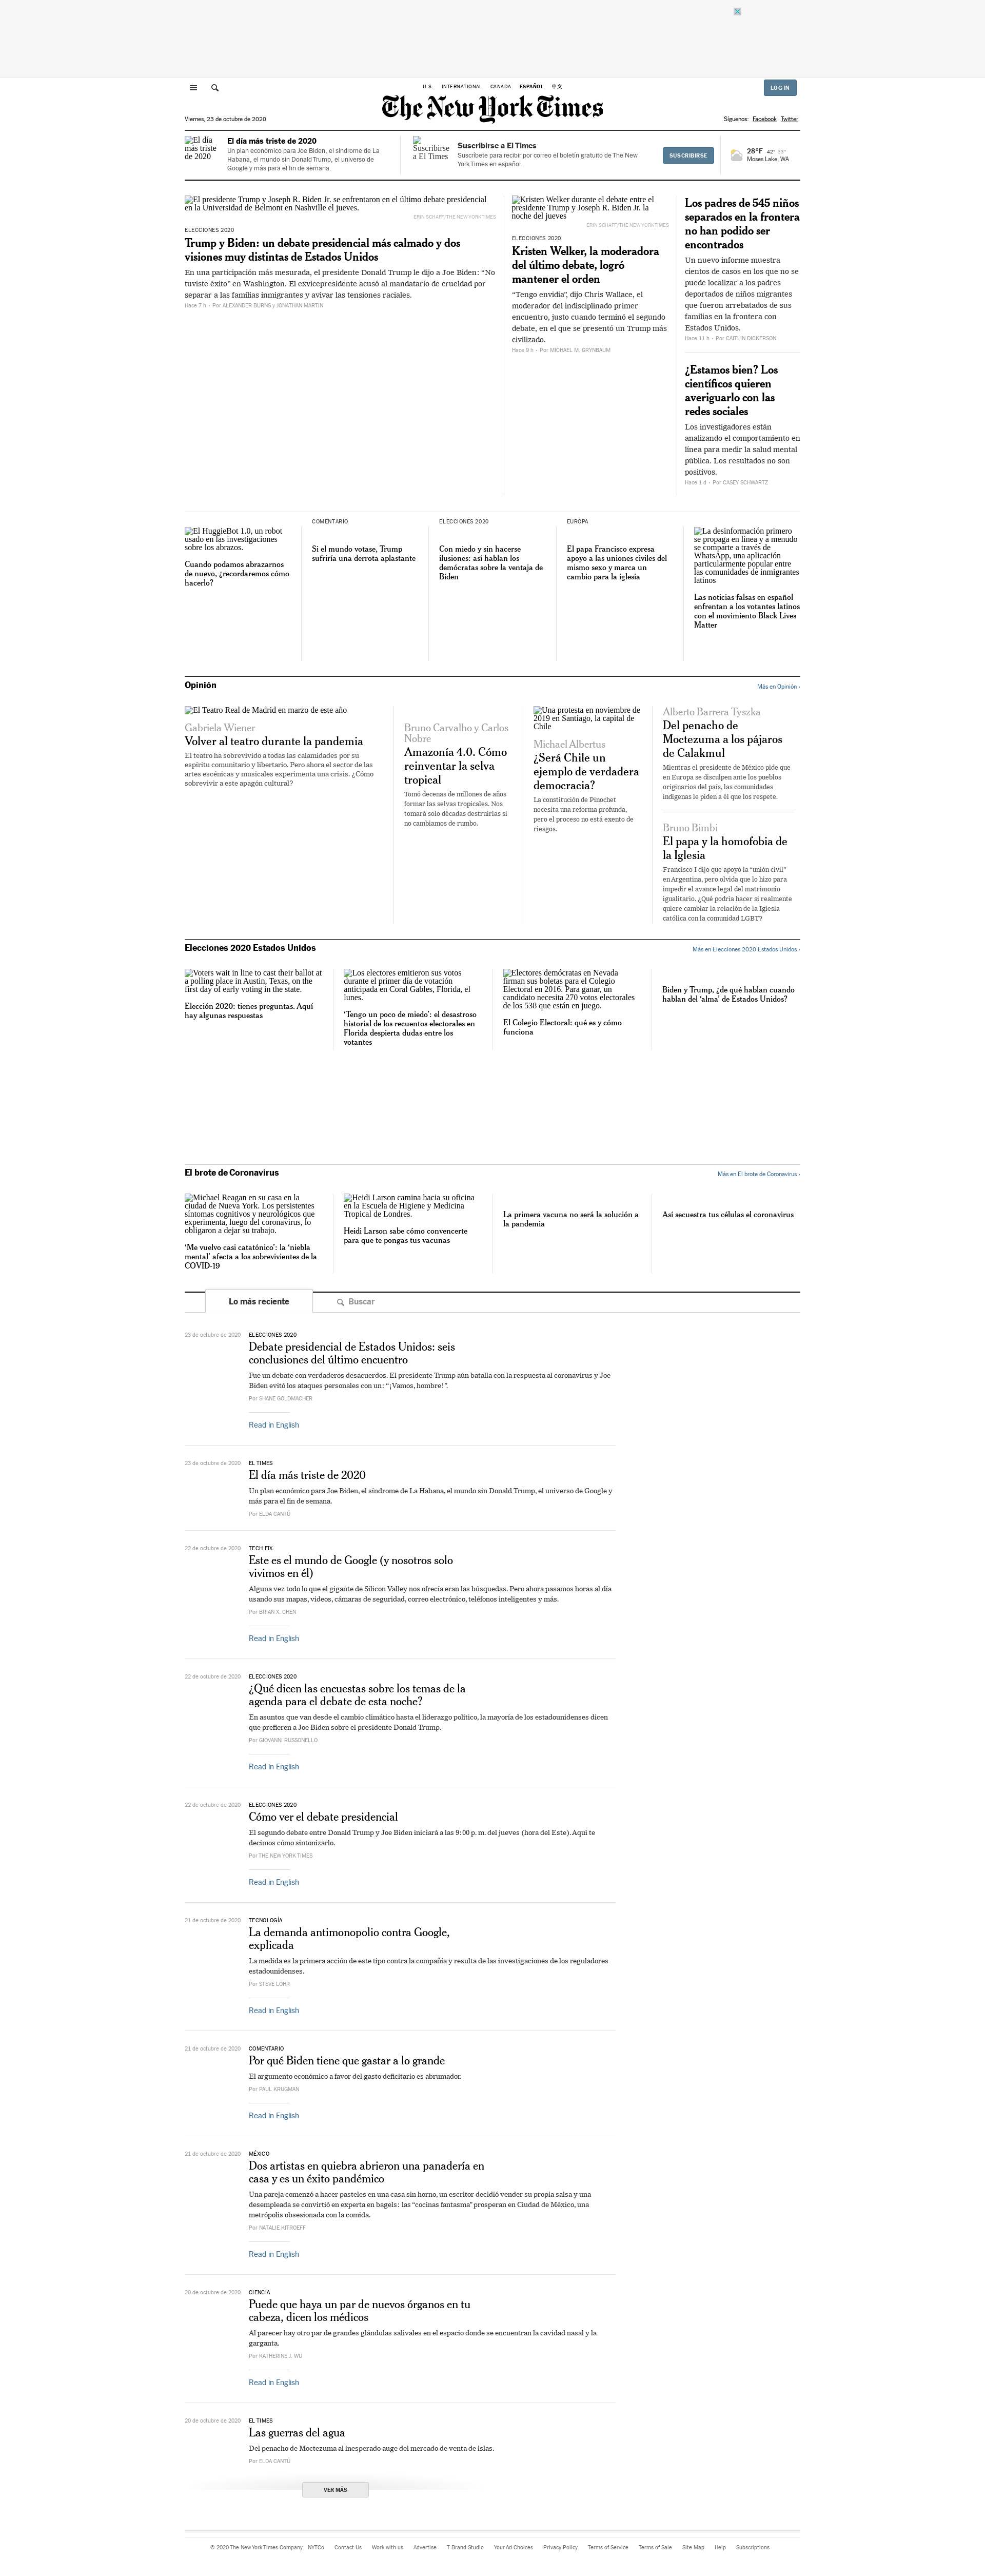 U.S. INTERNATIONAL CANADA ESPAÑOL 中文
LOG IN
The New York Times
Viernes, 23 de octubre de 2020
Síguenos: Facebook Twitter
El día más triste de 2020
El día más triste de 2020
Un plan económico para Joe Biden, el síndrome de La Habana, el mundo sin Donald Trump, el universo de Google y más para el fin de semana.
Suscribirse a El Times
Suscribirse a El Times
Suscríbete para recibir por correo el boletín gratuito de The New York Times en español.
SUSCRIBIRSE
28°F 42° 33°
Moses Lake, WA
El presidente Trump y Joseph R. Biden Jr. se enfrentaron en el último debate presidencial en la Universidad de Belmont en Nashville el jueves.
ERIN SCHAFF/THE NEW YORK TIMES
ELECCIONES 2020
Trump y Biden: un debate presidencial más calmado y dos visiones muy distintas de Estados Unidos
En una participación más mesurada, el presidente Donald Trump le dijo a Joe Biden: “No tuviste éxito” en Washington. El exvicepresidente acusó al mandatario de crueldad por separar a las familias inmigrantes y avivar las tensiones raciales.
Hace 7 h • Por ALEXANDER BURNS y JONATHAN MARTIN
Kristen Welker durante el debate entre el presidente Trump y Joseph R. Biden Jr. la noche del jueves
ERIN SCHAFF/THE NEW YORK TIMES
ELECCIONES 2020
Kristen Welker, la moderadora del último debate, logró mantener el orden
“Tengo envidia”, dijo Chris Wallace, el moderador del indisciplinado primer encuentro, justo cuando terminó el segundo debate, en el que se presentó un Trump más civilizado.
Hace 9 h • Por MICHAEL M. GRYNBAUM
Los padres de 545 niños separados en la frontera no han podido ser encontrados
Un nuevo informe muestra cientos de casos en los que no se puede localizar a los padres deportados de niños migrantes que fueron arrebatados de sus familias en la frontera con Estados Unidos.
Hace 11 h • Por CAITLIN DICKERSON
¿Estamos bien? Los científicos quieren averiguarlo con las redes sociales
Los investigadores están analizando el comportamiento en línea para medir la salud mental pública. Los resultados no son positivos.
Hace 1 d • Por CASEY SCHWARTZ
El HuggieBot 1.0, un robot usado en las investigaciones sobre los abrazos.
Cuando podamos abrazarnos de nuevo, ¿recordaremos cómo hacerlo?
COMENTARIO
Si el mundo votase, Trump sufriría una derrota aplastante
ELECCIONES 2020
Con miedo y sin hacerse ilusiones: así hablan los demócratas sobre la ventaja de Biden
EUROPA
El papa Francisco expresa apoyo a las uniones civiles del mismo sexo y marca un cambio para la iglesia
La desinformación primero se propaga en línea y a menudo se comparte a través de WhatsApp, una aplicación particularmente popular entre las comunidades de inmigrantes latinos
Las noticias falsas en español enfrentan a los votantes latinos con el movimiento Black Lives Matter
Opinión
Más en Opinión ›
El Teatro Real de Madrid en marzo de este año
Gabriela Wiener
Volver al teatro durante la pandemia
El teatro ha sobrevivido a todas las calamidades por su espíritu comunitario y libertario. Pero ahora el sector de las artes escénicas y musicales experimenta una crisis. ¿Cómo sobrevivir a este apagón cultural?
Bruno Carvalho y Carlos Nobre
Amazonía 4.0. Cómo reinventar la selva tropical
Tomó decenas de millones de años formar las selvas tropicales. Nos tomará solo décadas destruirlas si no cambiamos de rumbo.
Una protesta en noviembre de 2019 en Santiago, la capital de Chile
Michael Albertus
¿Será Chile un ejemplo de verdadera democracia?
La constitución de Pinochet necesita una reforma profunda, pero el proceso no está exento de riesgos.
Alberto Barrera Tyszka
Del penacho de Moctezuma a los pájaros de Calakmul
Mientras el presidente de México pide que en Europa se disculpen ante los pueblos originarios del país, las comunidades indígenas le piden a él que los respete.
Bruno Bimbi
El papa y la homofobia de la Iglesia
Francisco I dijo que apoyó la “unión civil” en Argentina, pero olvida que lo hizo para impedir el avance legal del matrimonio igualitario. ¿Qué podría hacer si realmente quiere cambiar la relación de la Iglesia católica con la comunidad LGBT?
Elecciones 2020 Estados Unidos
Más en Elecciones 2020 Estados Unidos ›
Voters wait in line to cast their ballot at a polling place in Austin, Texas, on the first day of early voting in the state.
Elección 2020: tienes preguntas. Aquí hay algunas respuestas
Los electores emitieron sus votos durante el primer día de votación anticipada en Coral Gables, Florida, el lunes.
‘Tengo un poco de miedo’: el desastroso historial de los recuentos electorales en Florida despierta dudas entre los votantes
Electores demócratas en Nevada firman sus boletas para el Colegio Electoral en 2016. Para ganar, un candidato necesita 270 votos electorales de los 538 que están en juego.
El Colegio Electoral: qué es y cómo funciona
Biden y Trump, ¿de qué hablan cuando hablan del ‘alma’ de Estados Unidos?
El brote de Coronavirus
Más en El brote de Coronavirus ›
Michael Reagan en su casa en la ciudad de Nueva York. Los persistentes síntomas cognitivos y neurológicos que experimenta, luego del coronavirus, lo obligaron a dejar su trabajo.
‘Me vuelvo casi catatónico’: la ‘niebla mental’ afecta a los sobrevivientes de la COVID-19
Heidi Larson camina hacia su oficina en la Escuela de Higiene y Medicina Tropical de Londres.
Heidi Larson sabe cómo convencerte para que te pongas tus vacunas
La primera vacuna no será la solución a la pandemia
Así secuestra tus células el coronavirus
Lo más reciente
Buscar
23 de octubre de 2020
ELECCIONES 2020
Debate presidencial de Estados Unidos: seis conclusiones del último encuentro
Fue un debate con verdaderos desacuerdos. El presidente Trump aún batalla con la respuesta al coronavirus y Joe Biden evitó los ataques personales con un: “¡Vamos, hombre!”.
Por SHANE GOLDMACHER
Read in English
23 de octubre de 2020
EL TIMES
El día más triste de 2020
Un plan económico para Joe Biden, el síndrome de La Habana, el mundo sin Donald Trump, el universo de Google y más para el fin de semana.
Por ELDA CANTÚ
22 de octubre de 2020
TECH FIX
Este es el mundo de Google (y nosotros solo vivimos en él)
Alguna vez todo lo que el gigante de Silicon Valley nos ofrecía eran las búsquedas. Pero ahora pasamos horas al día usando sus mapas, videos, cámaras de seguridad, correo electrónico, teléfonos inteligentes y más.
Por BRIAN X. CHEN
Read in English
22 de octubre de 2020
ELECCIONES 2020
¿Qué dicen las encuestas sobre los temas de la agenda para el debate de esta noche?
En asuntos que van desde el cambio climático hasta el liderazgo político, la mayoría de los estadounidenses dicen que prefieren a Joe Biden sobre el presidente Donald Trump.
Por GIOVANNI RUSSONELLO
Read in English
22 de octubre de 2020
ELECCIONES 2020
Cómo ver el debate presidencial
El segundo debate entre Donald Trump y Joe Biden iniciará a las 9:00 p. m. del jueves (hora del Este). Aquí te decimos cómo sintonizarlo.
Por THE NEW YORK TIMES
Read in English
21 de octubre de 2020
TECNOLOGÍA
La demanda antimonopolio contra Google, explicada
La medida es la primera acción de este tipo contra la compañía y resulta de las investigaciones de los reguladores estadounidenses.
Por STEVE LOHR
Read in English
21 de octubre de 2020
COMENTARIO
Por qué Biden tiene que gastar a lo grande
El argumento económico a favor del gasto deficitario es abrumador.
Por PAUL KRUGMAN
Read in English
21 de octubre de 2020
MÉXICO
Dos artistas en quiebra abrieron una panadería en casa y es un éxito pandémico
Una pareja comenzó a hacer pasteles en una casa sin horno, un escritor decidió vender su propia salsa y una desempleada se convirtió en experta en bagels: las “cocinas fantasma” prosperan en Ciudad de México, una metrópolis obsesionada con la comida.
Por NATALIE KITROEFF
Read in English
20 de octubre de 2020
CIENCIA
Puede que haya un par de nuevos órganos en tu cabeza, dicen los médicos
Al parecer hay otro par de grandes glándulas salivales en el espacio donde se encuentran la cavidad nasal y la garganta.
Por KATHERINE J. WU
Read in English
20 de octubre de 2020
EL TIMES
Las guerras del agua
Del penacho de Moctezuma al inesperado auge del mercado de venta de islas.
Por ELDA CANTÚ
VER MÁS
© 2020 The New York Times Company NYTCo Contact Us Work with us Advertise T Brand Studio Your Ad Choices Privacy Policy Terms of Service Terms of Sale Site Map Help Subscriptions